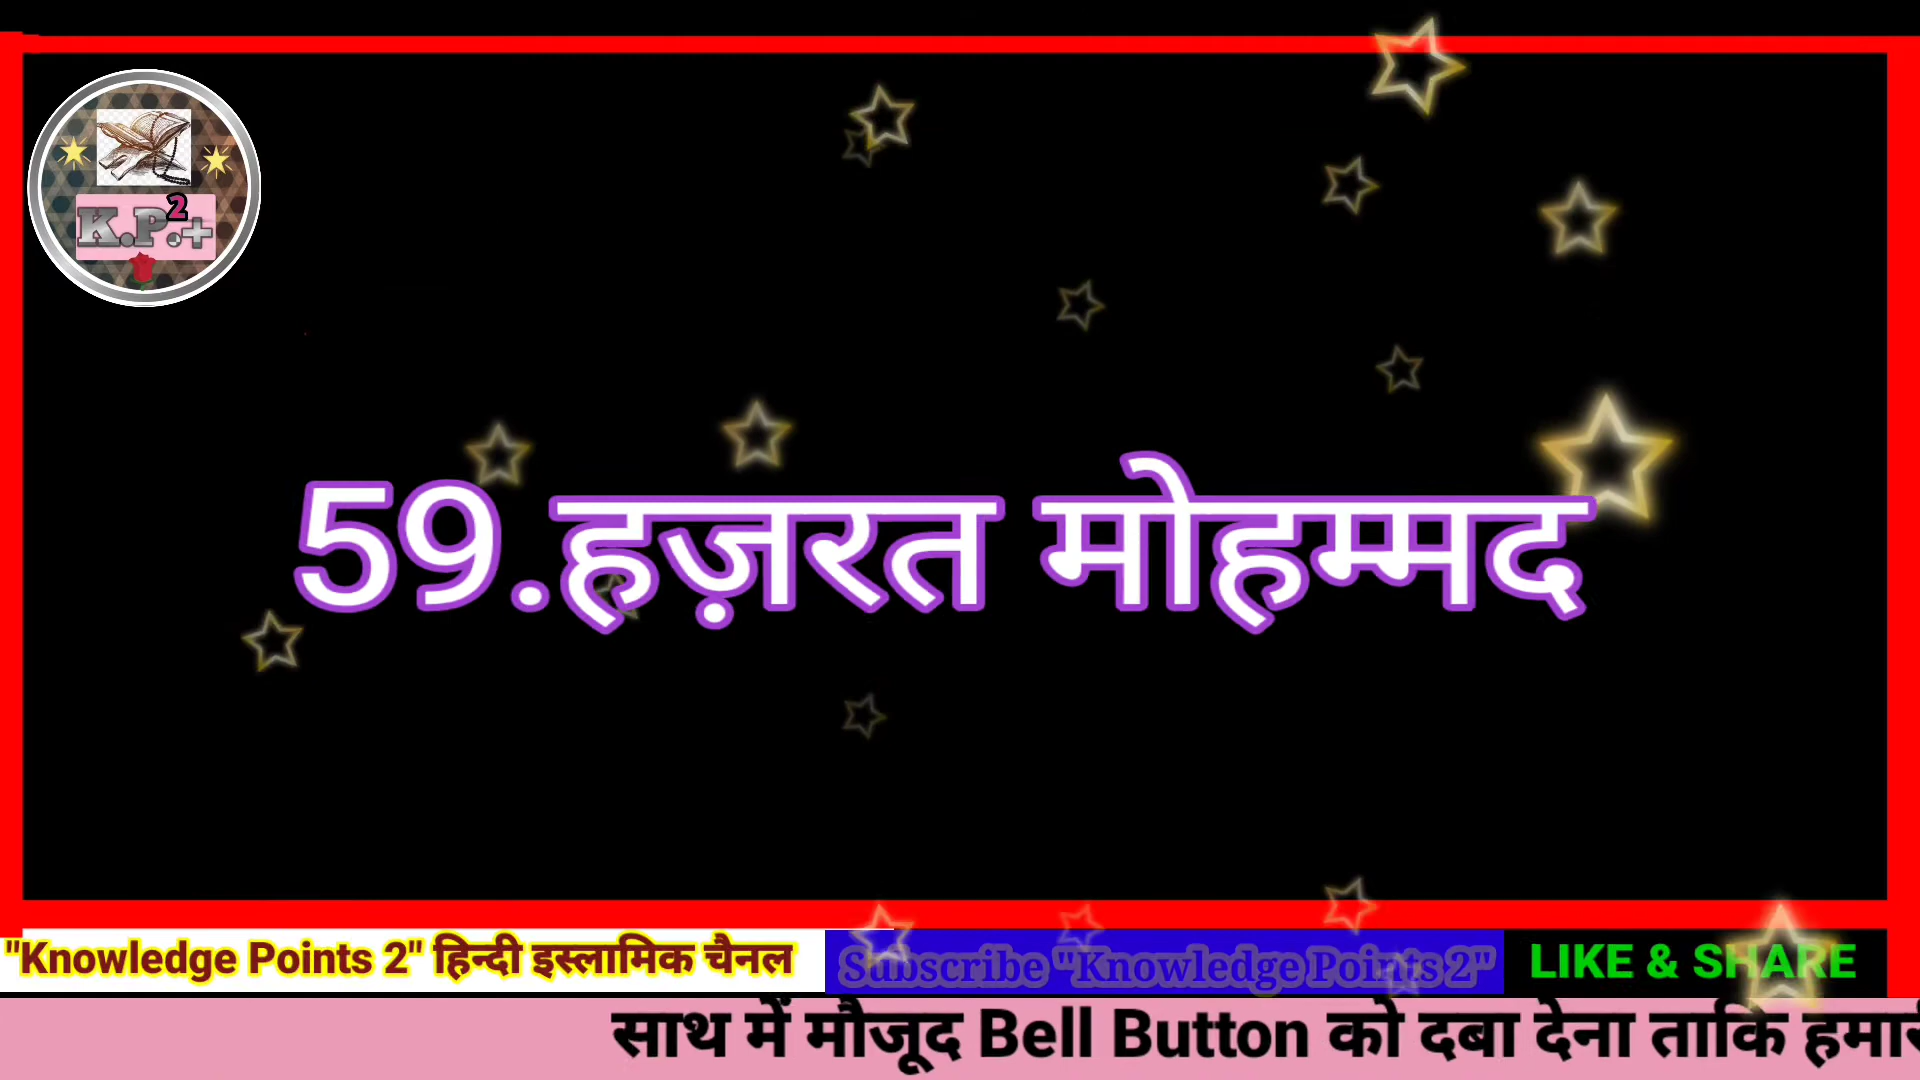 K.P.²+
59.हज़रत मोहम्मद
"Knowledge Points 2" हिन्दी इस्लामिक चैनल
Subscribe "Knowledge Points 2"
LIKE & SHARE
साथ में मौजूद Bell Button को दबा देना ताकि